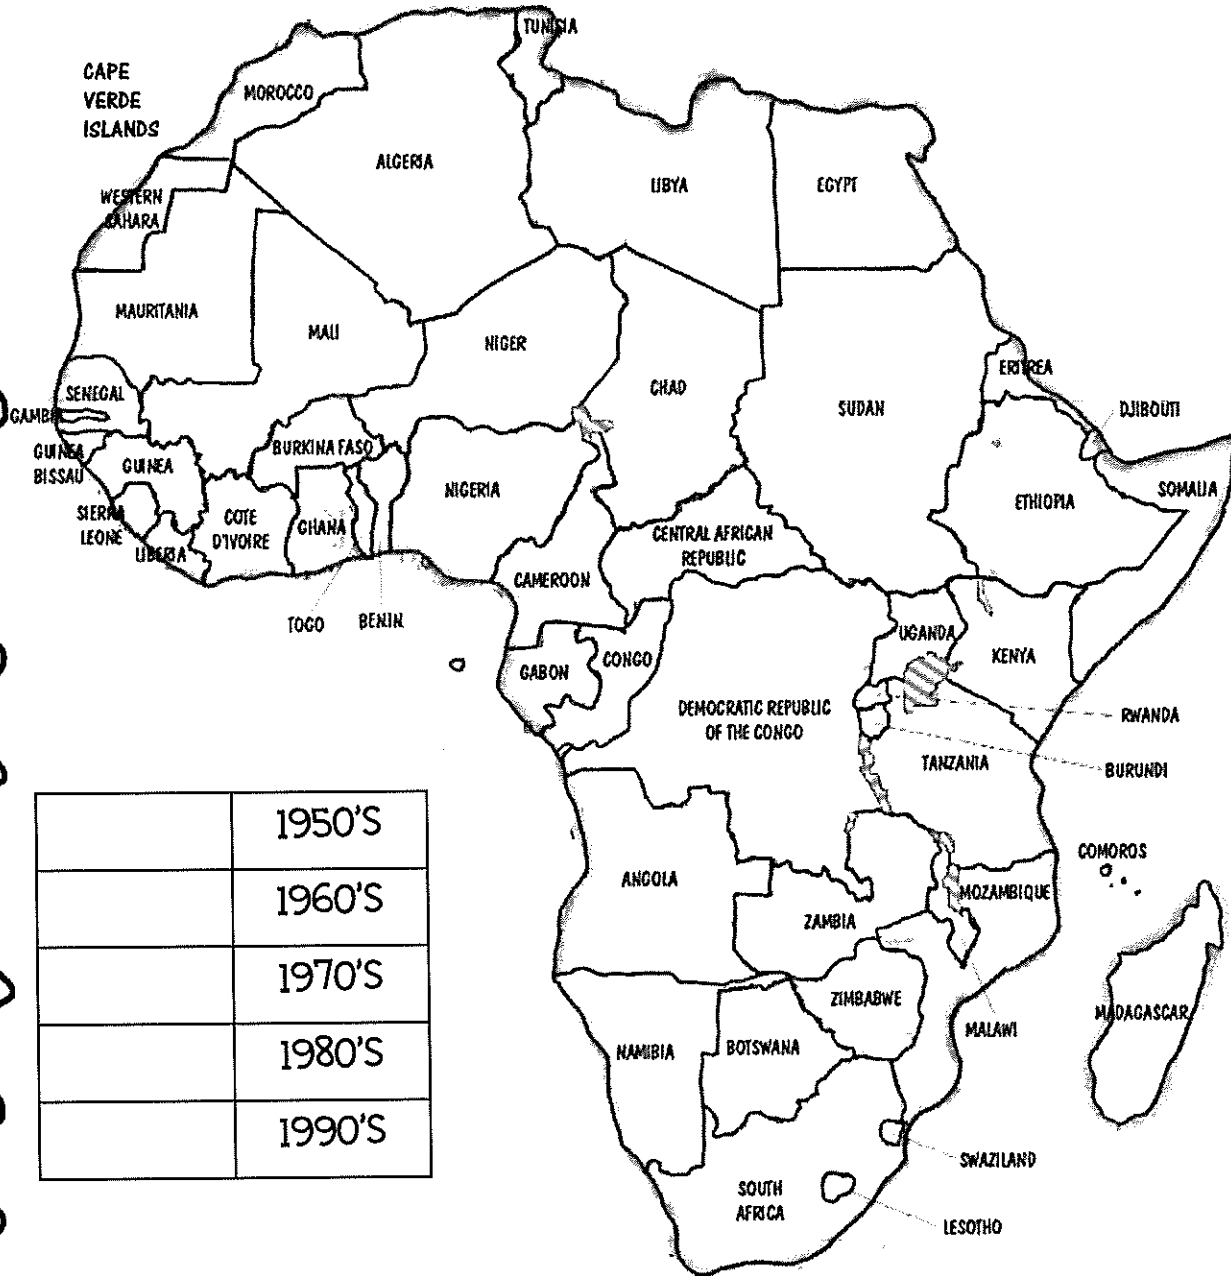 TUNISIA
CAPE
VERDE
ISLANDS
MOROCCO
ALGERIA
LIBYA
EGYPT
WESTERN
SAHARA
MAURITANIA
MALI
NIGER
CHAD
SUDAN
ERITREA
DJIBOUTI
SENEGAL
GAMBI
GUINEA
BISSAU
GUINEA
BURKINA FASO
NIGERIA
ETHIOPIA
SOMALIA
SIERRA
LEONE
LIBERIA
COTE
D'IVOIRE
GHANA
TOGO
BENIN
CAMEROON
CENTRAL AFRICAN
REPUBLIC
GABON
CONGO
UGANDA
KENYA
DEMOCRATIC REPUBLIC
OF THE CONGO
RWANDA
BURUNDI
TANZANIA
COMOROS
ANGOLA
ZAMBIA
MOZAMBIQUE
MALAWI
MADAGASCAR
ZIMBABWE
NAMIBIA
BOTSWANA
SWAZILAND
SOUTH
AFRICA
LESOTHO
1950'S
1960'S
1970'S
1980'S
1990'S